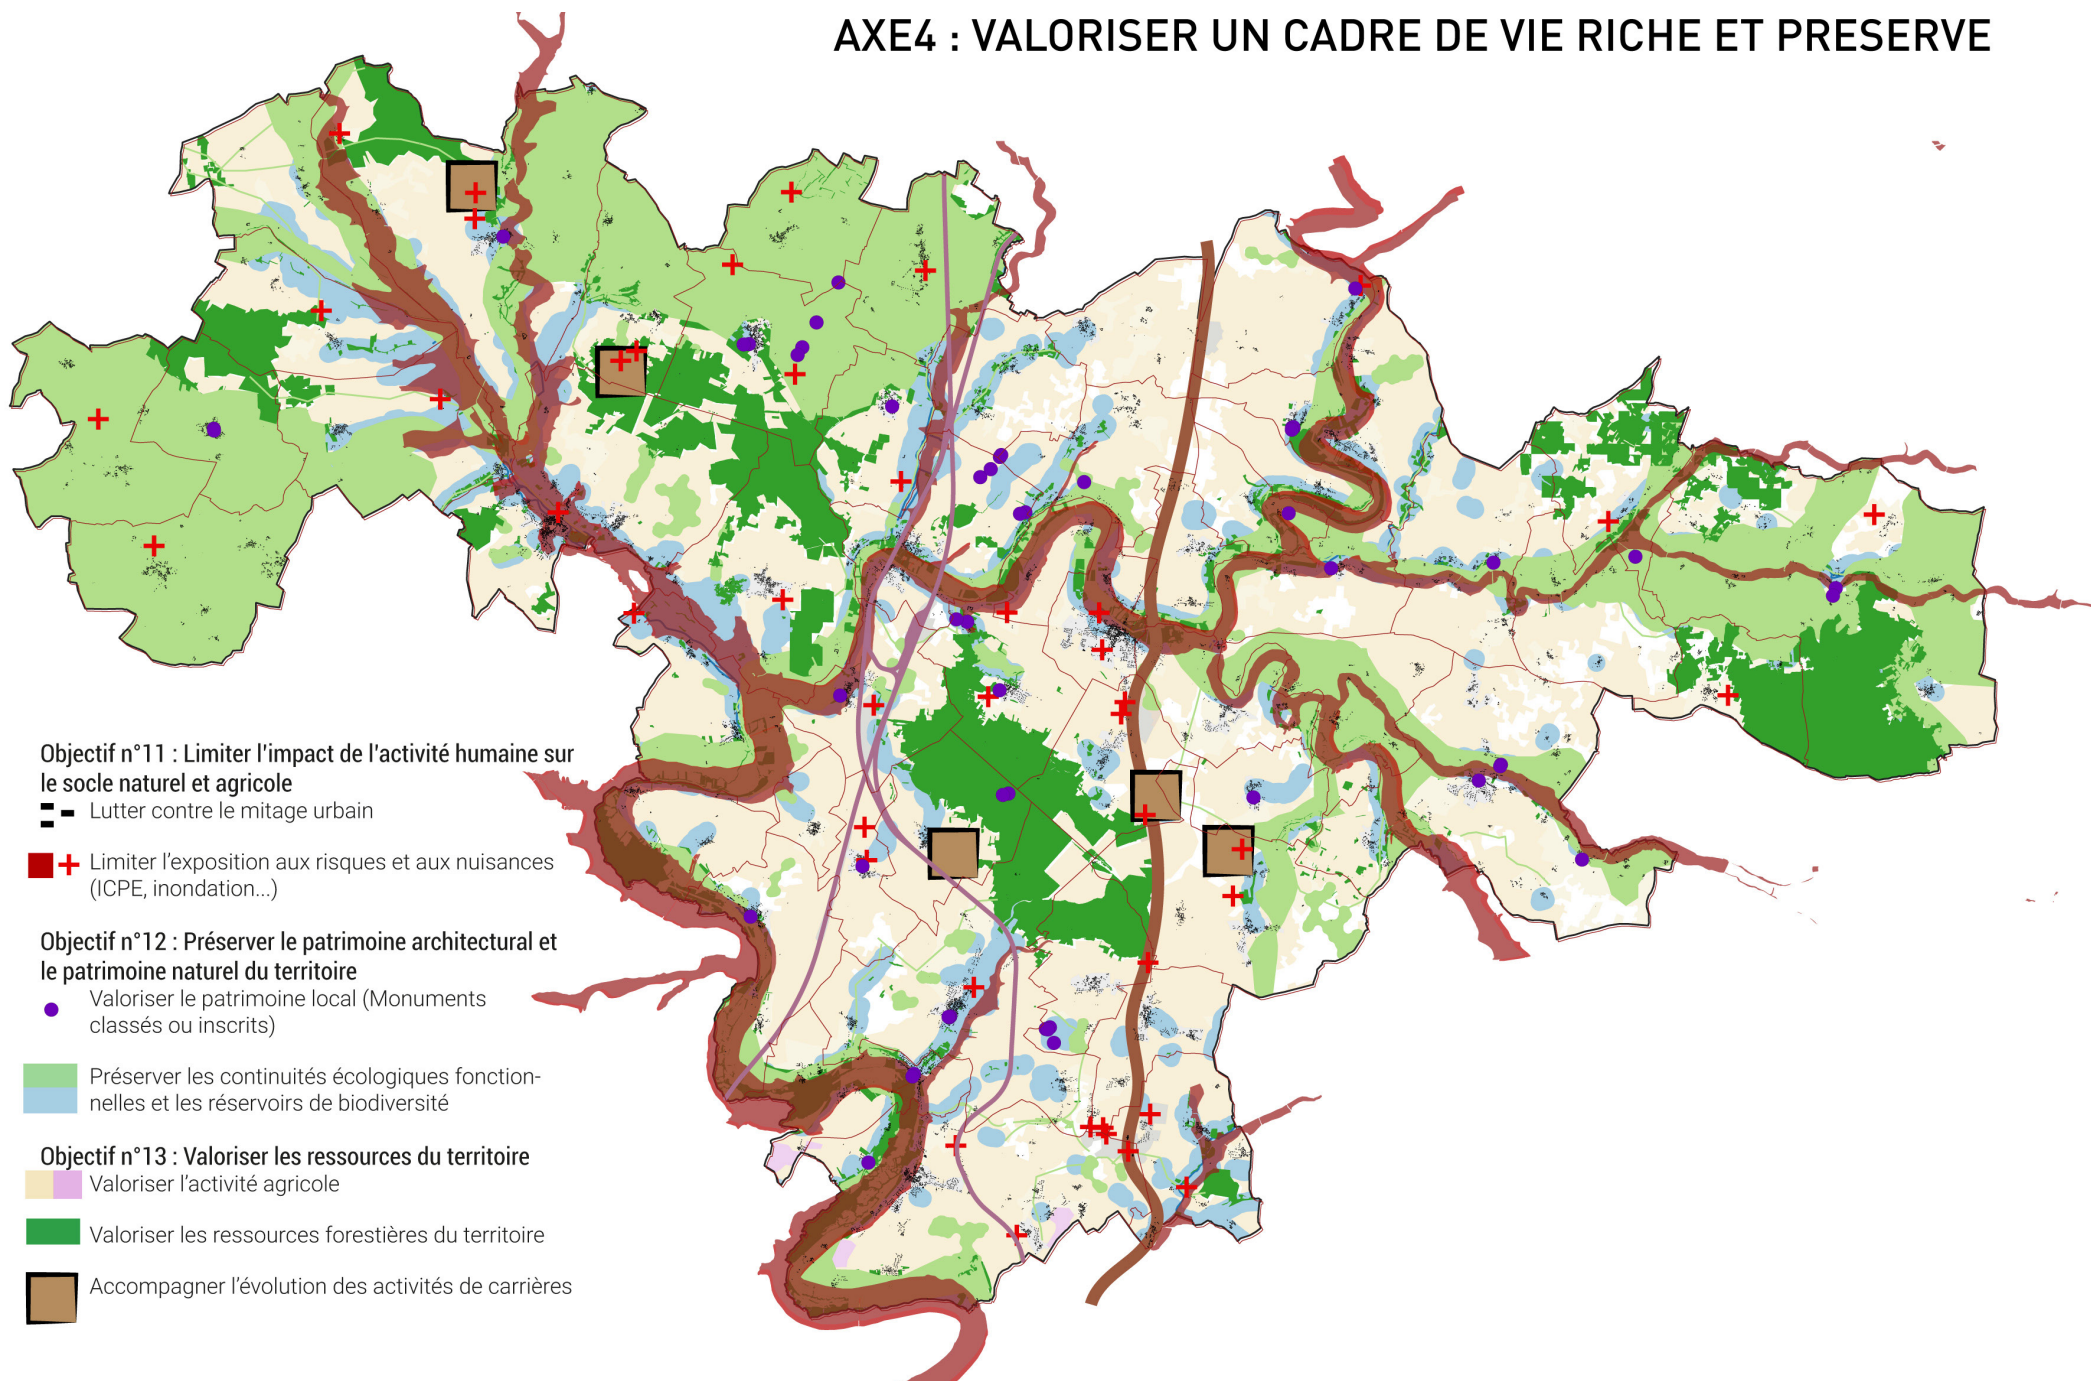 AXE4 : VALORISER UN CADRE DE VIE RICHE ET PRESERVE
Objectif n°11 : Limiter l'impact de l'activité humaine sur
le socle naturel et agricole
Lutter contre le mitage urbain
Limiter l'exposition aux risques et aux nuisances
(ICPE, inondation...)
Objectif n°12 : Préserver le patrimoine architectural et
le patrimoine naturel du territoire
Valoriser le patrimoine local (Monuments
classés ou inscrits)
Préserver les continuités écologiques fonction-
nelles et les réservoirs de biodiversité
Objectif n°13 : Valoriser les ressources du territoire
Valoriser l'activité agricole
Valoriser les ressources forestières du territoire
Accompagner l'évolution des activités de carrières